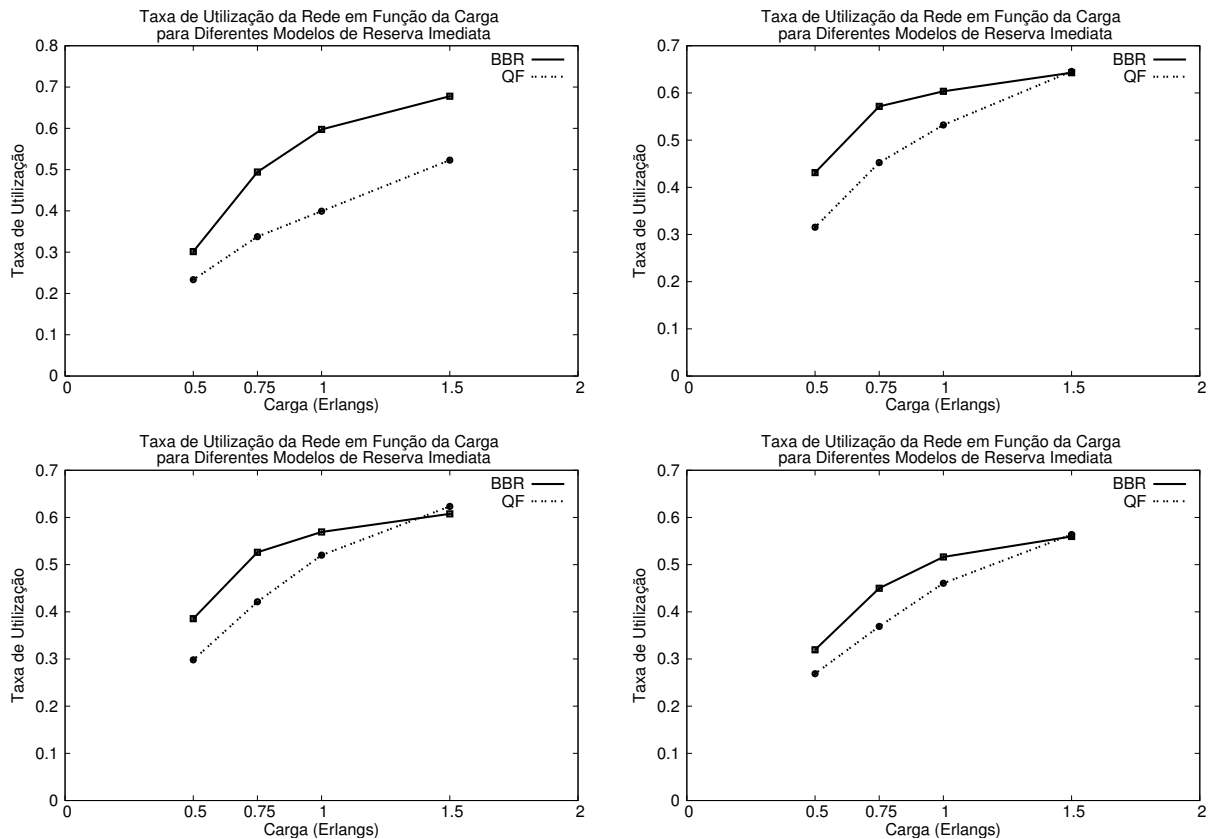 Taxa de Utilização da Rede em Função da Carga
para Diferentes Modelos de Reserva Imediata
0.8
0.7
0.6
0.5
0.4
0.3
0.2
0.1
0
Taxa de Utilização
BBR
QF
0 0.5 0.75 1 1.5 2
Carga (Erlangs)
Taxa de Utilização da Rede em Função da Carga
para Diferentes Modelos de Reserva Imediata
0.7
0.6
0.5
0.4
0.3
0.2
0.1
0
Taxa de Utilização
BBR
QF
0 0.5 0.75 1 1.5 2
Carga (Erlangs)
Taxa de Utilização da Rede em Função da Carga
para Diferentes Modelos de Reserva Imediata
0.7
0.6
0.5
0.4
0.3
0.2
0.1
0
Taxa de Utilização
BBR
QF
0 0.5 0.75 1 1.5 2
Carga (Erlangs)
Taxa de Utilização da Rede em Função da Carga
para Diferentes Modelos de Reserva Imediata
0.7
0.6
0.5
0.4
0.3
0.2
0.1
0
Taxa de Utilização
BBR
QF
0 0.5 0.75 1 1.5 2
Carga (Erlangs)